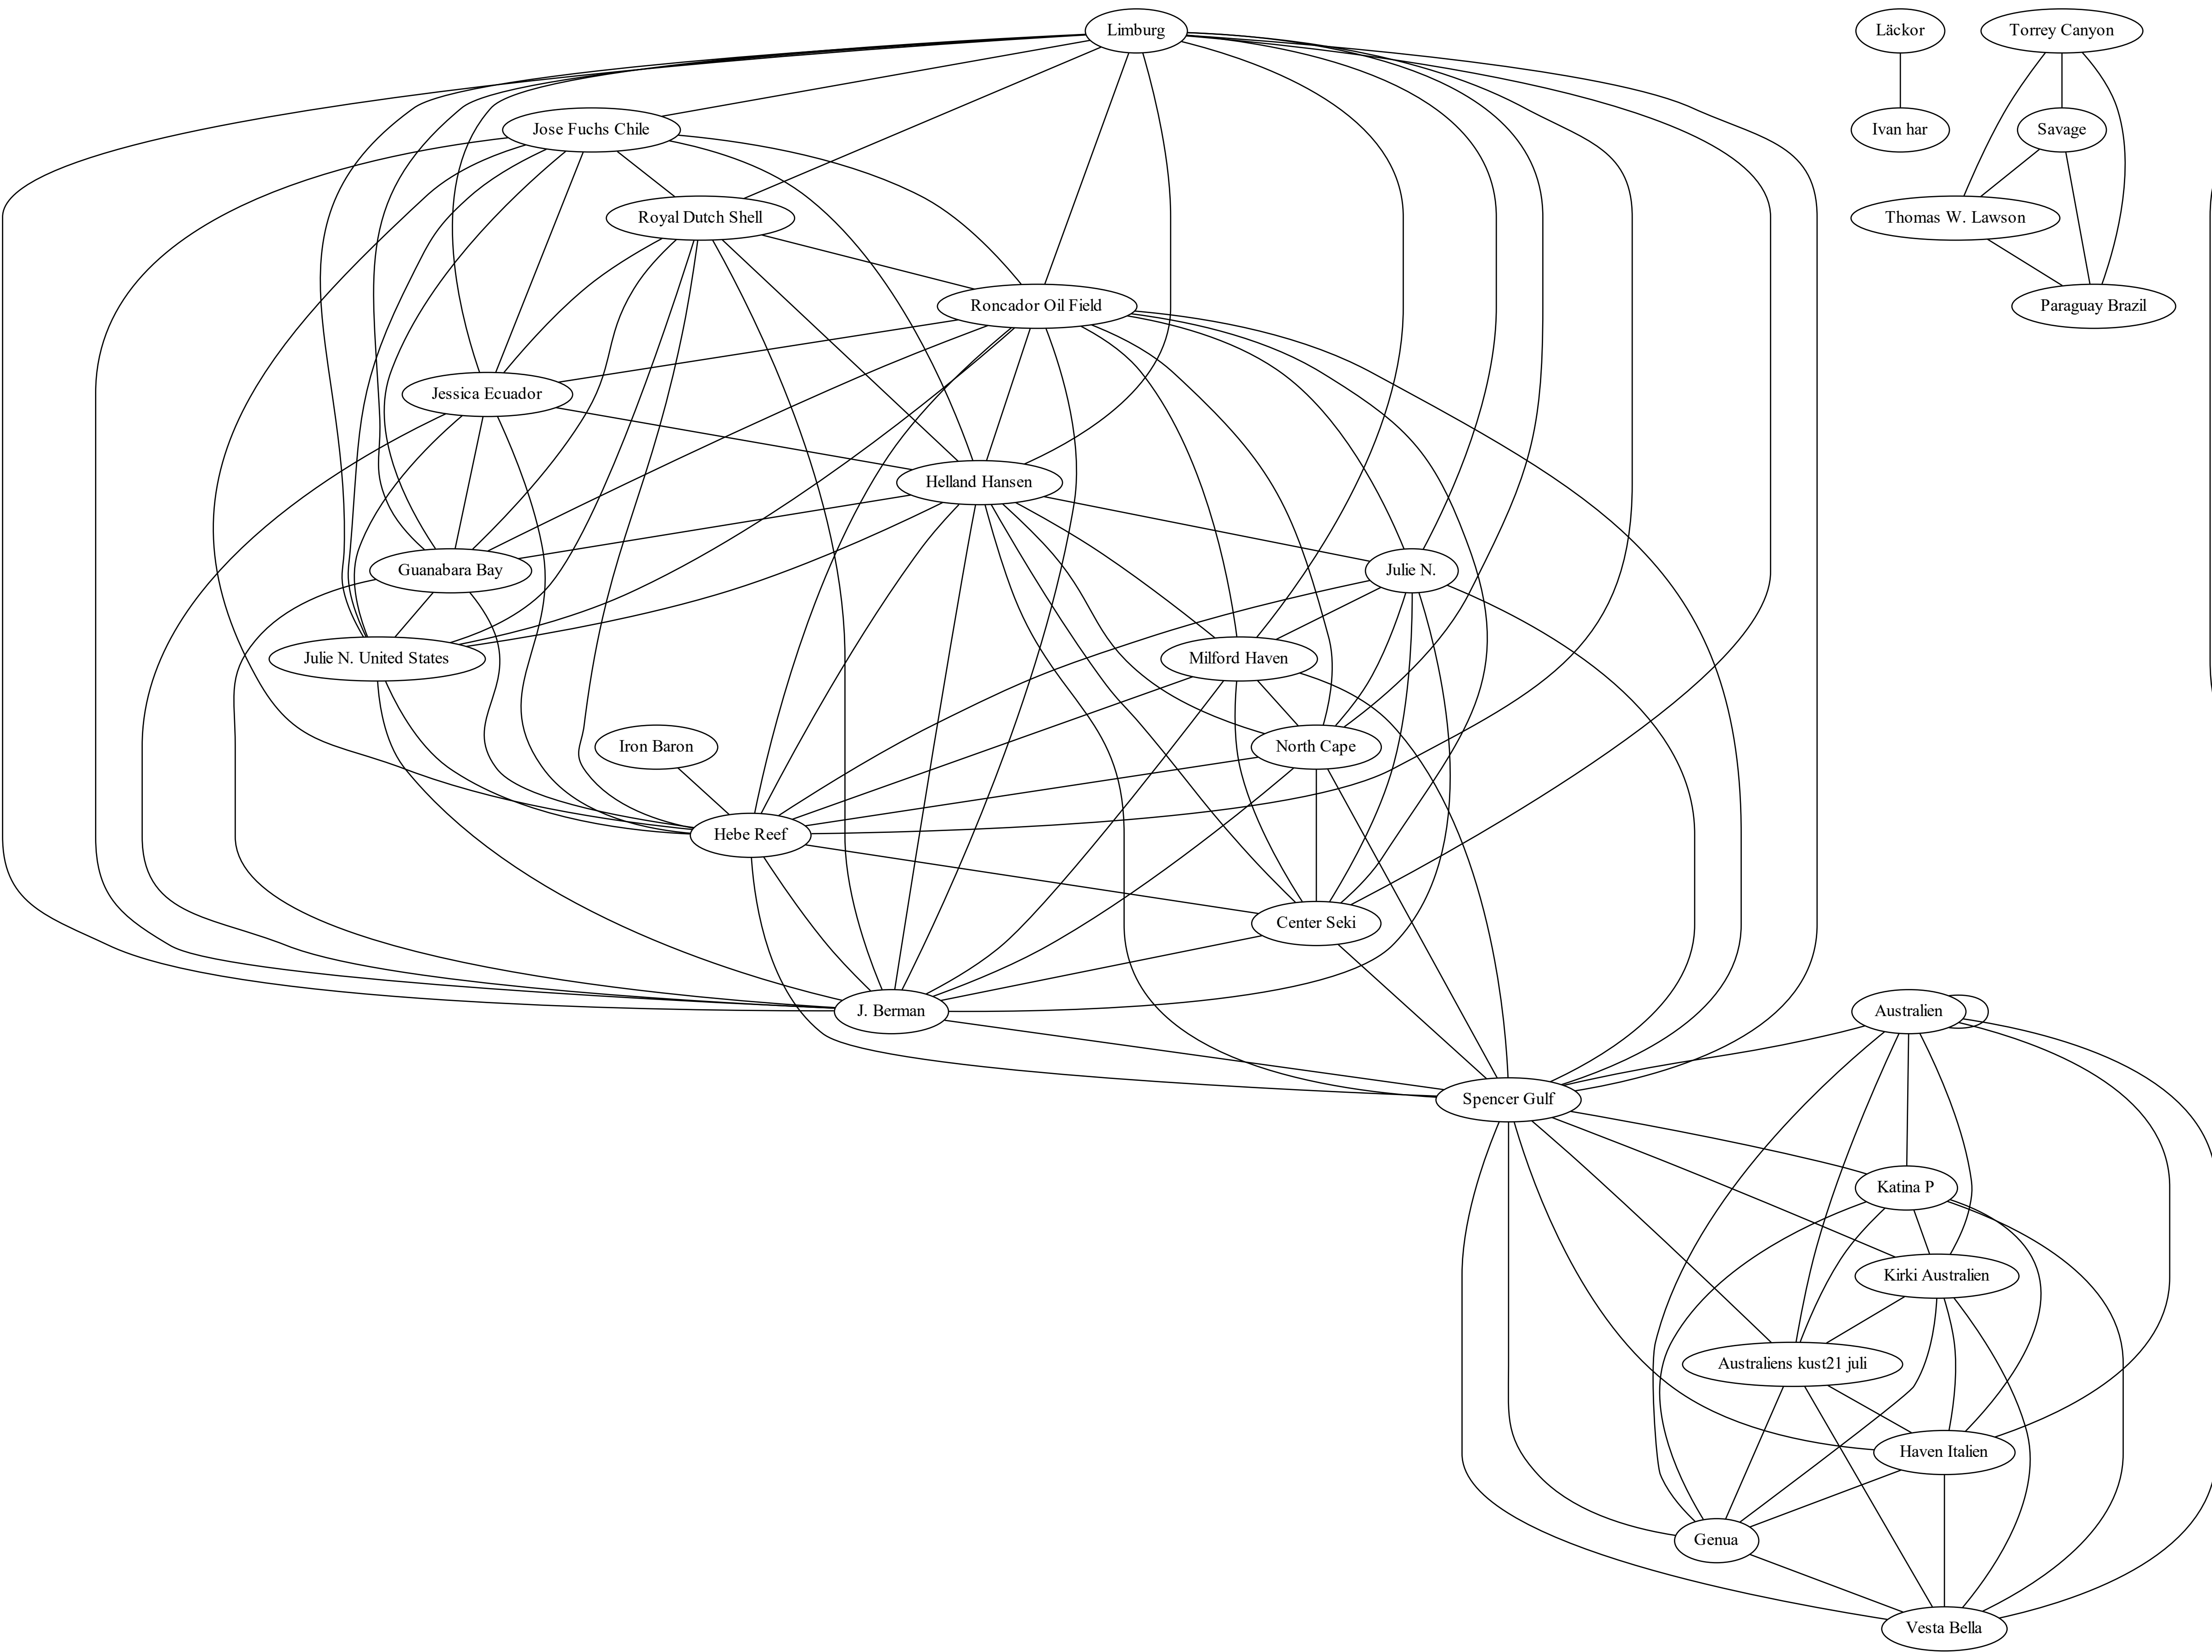 Limburg
Läckor
Torrey Canyon
Jose Fuchs Chile
Ivan har
Savage
Royal Dutch Shell
Thomas W. Lawson
Roncador Oil Field
Paraguay Brazil
Jessica Ecuador
Helland Hansen
Guanabara Bay
Julie N.
Julie N. United States
Milford Haven
Iron Baron
North Cape
Hebe Reef
Center Seki
J. Berman
Australien
Spencer Gulf
Katina P
Kirki Australien
Australiens kust21 juli
Haven Italien
Genua
Vesta Bella